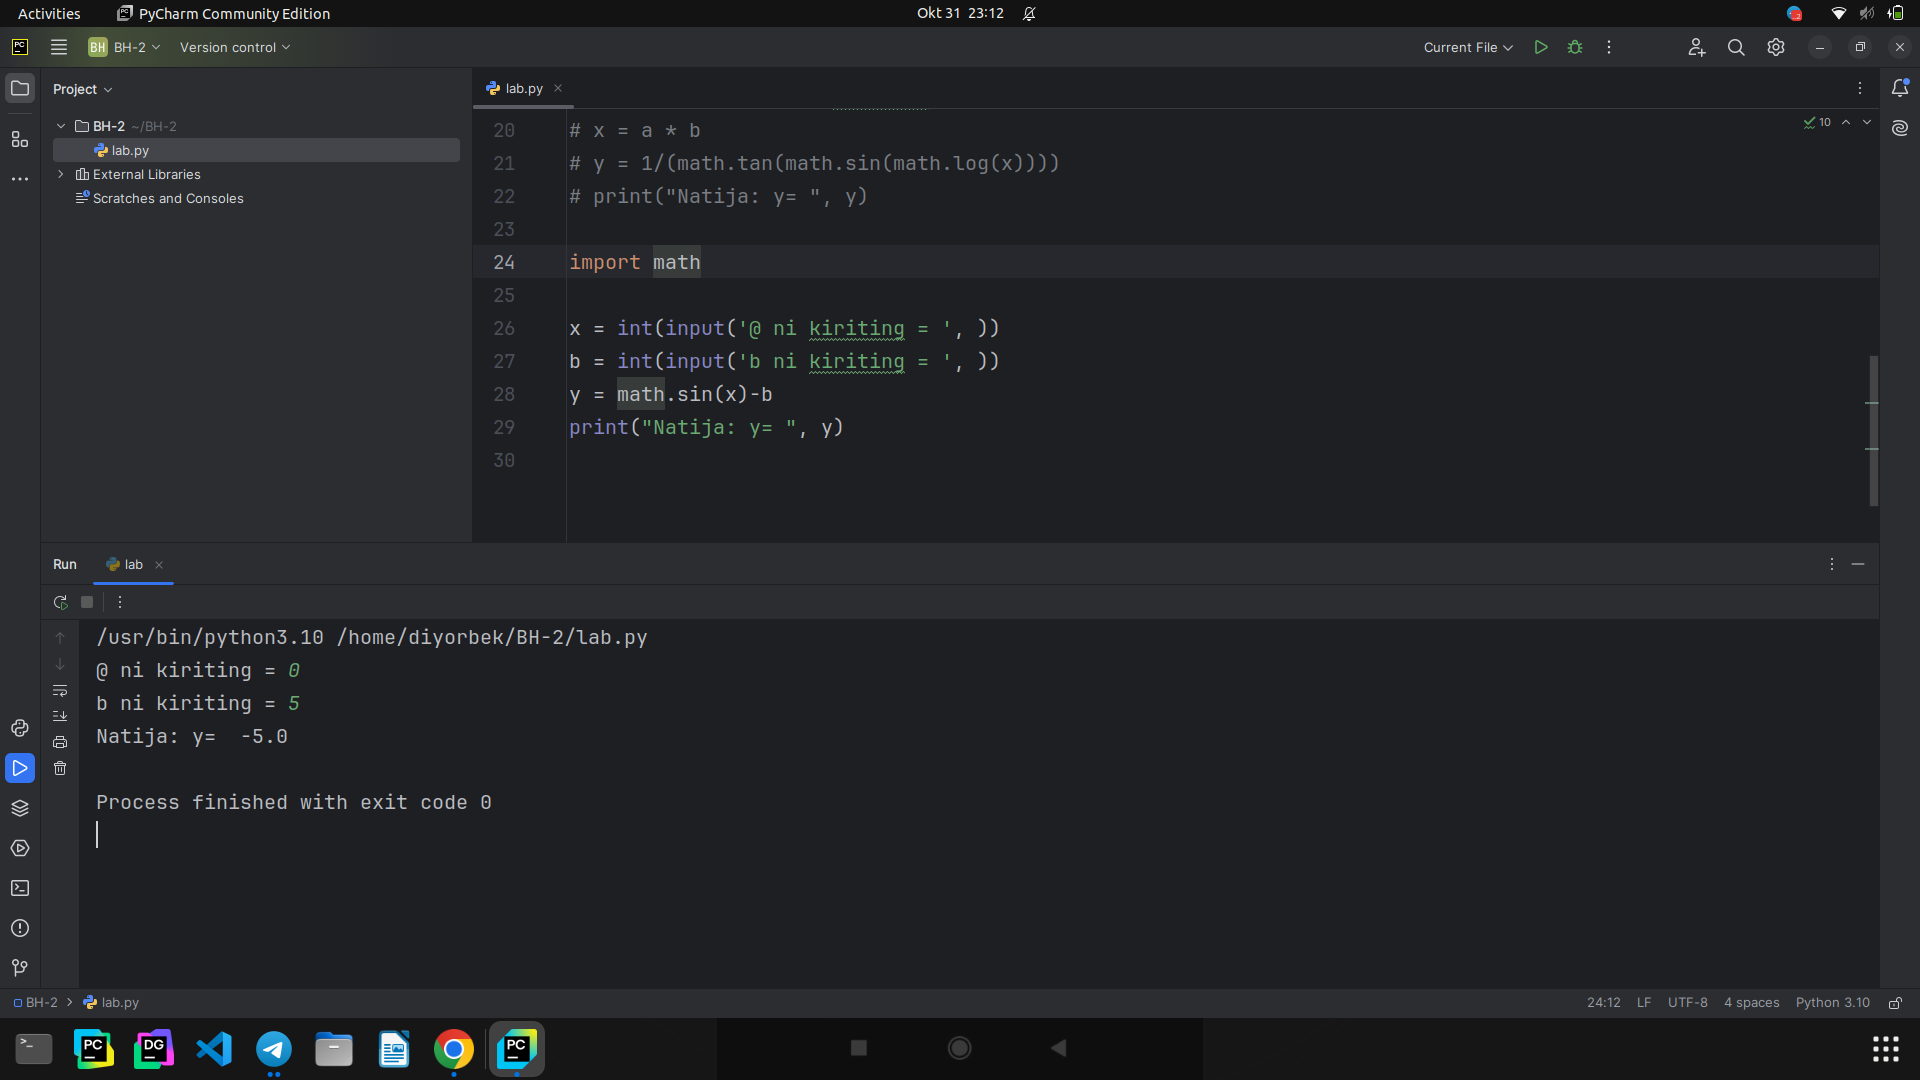 Activities
PyCharm Community Edition
Okt 31 23:12
BH BH-2
Version control
Current File
Project
lab.py
BH-2 ~/BH-2
lab.py
External Libraries
Scratches and Consoles
10
20 # x = a * b
21 # y = 1/(math.tan(math.sin(math.log(x))))
22 # print("Natija: y= ", y)
23
24 import math
25
26 x = int(input('@ ni kiriting = ', ))
27 b = int(input('b ni kiriting = ', ))
28 y = math.sin(x)-b
29 print("Natija: y= ", y)
30
Run
lab
/usr/bin/python3.10 /home/diyorbek/BH-2/lab.py
@ ni kiriting = 0
b ni kiriting = 5
Natija: y=  -5.0
Process finished with exit code 0
BH-2 > lab.py
24:12 LF UTF-8 4 spaces Python 3.10
PC DG PC